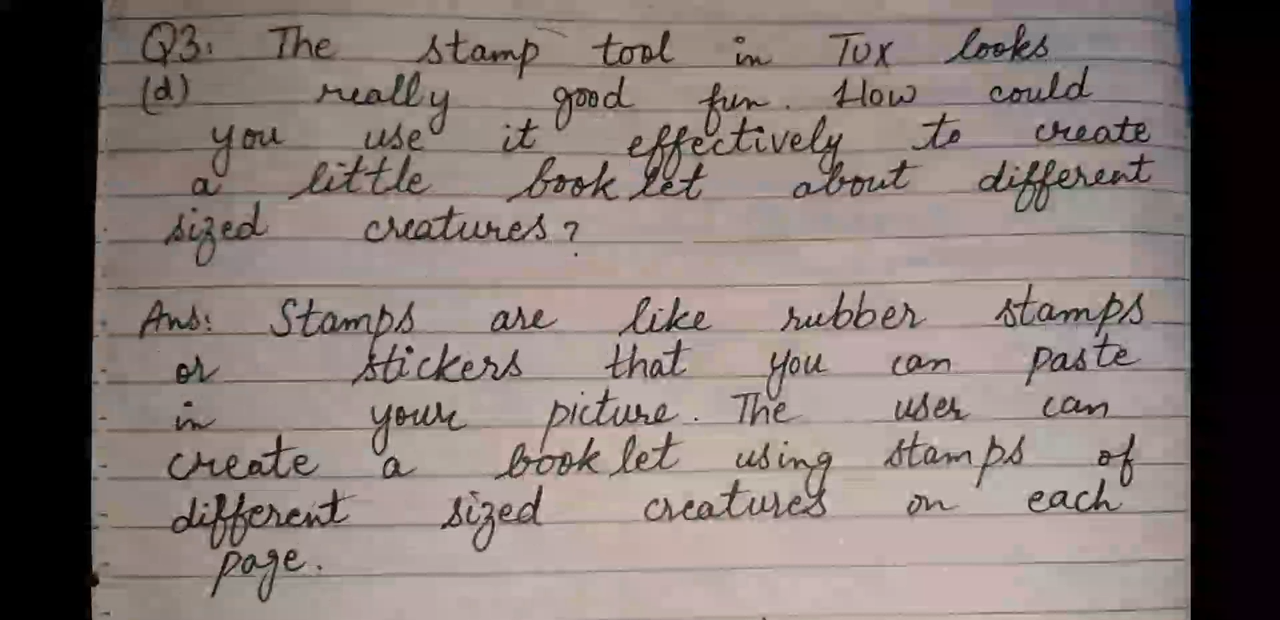 Q3. The stamp tool in Tux looks
(d) really good fun. How could
you use it effectively to create
a little booklet about different
sized creatures?
Ans: Stamps are like rubber stamps
or stickers that you can paste
in your picture. The user can
create a booklet using stamps of
different sized creatures on each
page.